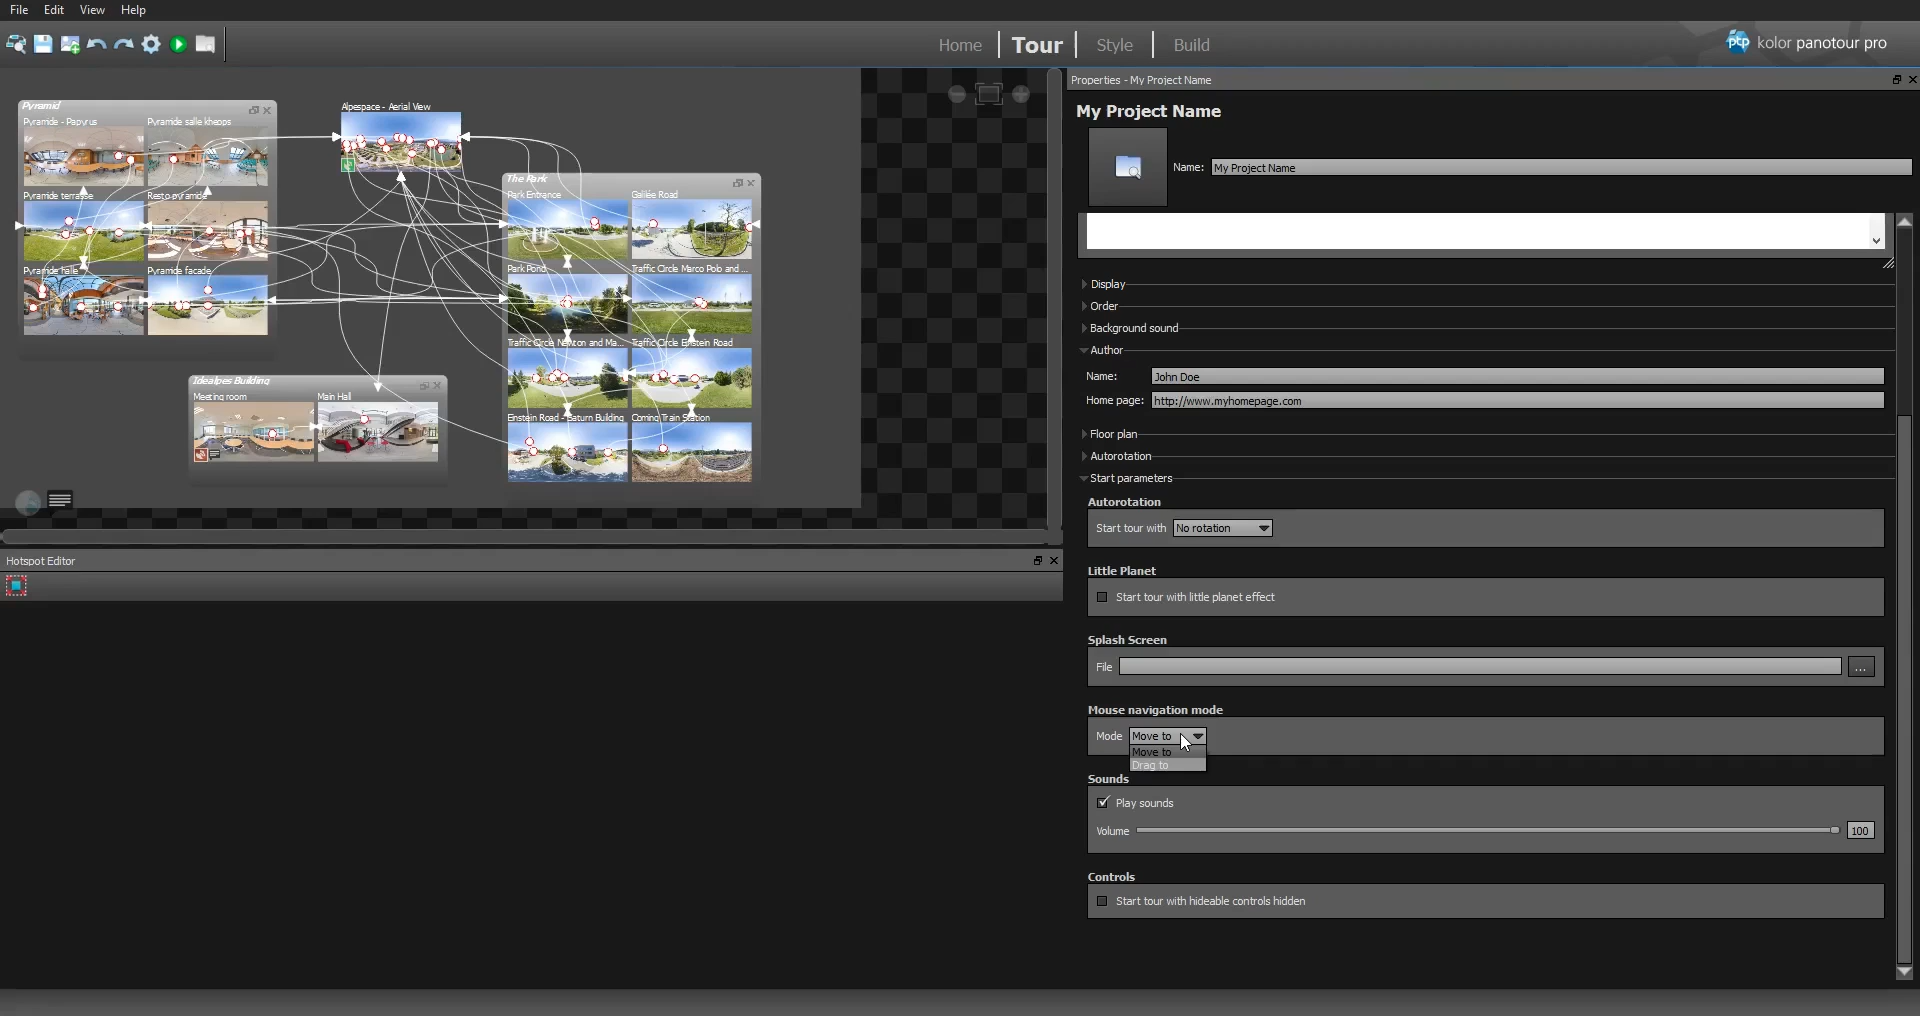 File Edit View Help
Home Tour Style Build
ptp kolor panotour pro
Pyramid
Pyramide - Papyrus Pyramide salle kheops
Pyramide terrasse Resto pyramide
Pyramide halle Pyramide facade
Alpespace - Aerial View
The Park
Park Entrance Galilée Road
Park Pond Traffic Circle Marco Polo and ...
Traffic Circle Newton and Ma... Traffic Circle Einstein Road
Einstein Road - Saturn Building Coming Train Station
Idealpes Building
Meeting room Main Hall
Hotspot Editor
Properties - My Project Name
My Project Name
Name: My Project Name
Display
Order
Background sound
Author
Name: John Doe
Home page: http://www.myhomepage.com
Floor plan
Autorotation
Start parameters
Autorotation
Start tour with No rotation
Little Planet
Start tour with little planet effect
Splash Screen
File ...
Mouse navigation mode
Mode Move to
Move to
Drag to
Sounds
Play sounds
Volume 100
Controls
Start tour with hideable controls hidden